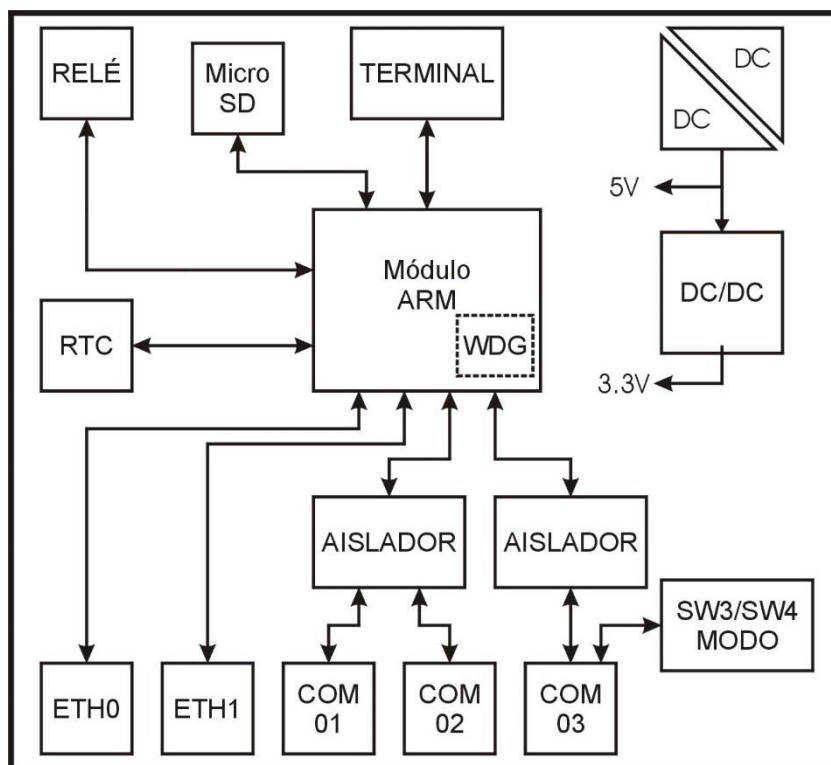 RELÉ
Micro
SD
TERMINAL
DC
DC
5V
Módulo
ARM
DC/DC
WDG
RTC
3.3V
AISLADOR
AISLADOR
SW3/SW4
MODO
ETH0
ETH1
COM
01
COM
02
COM
03